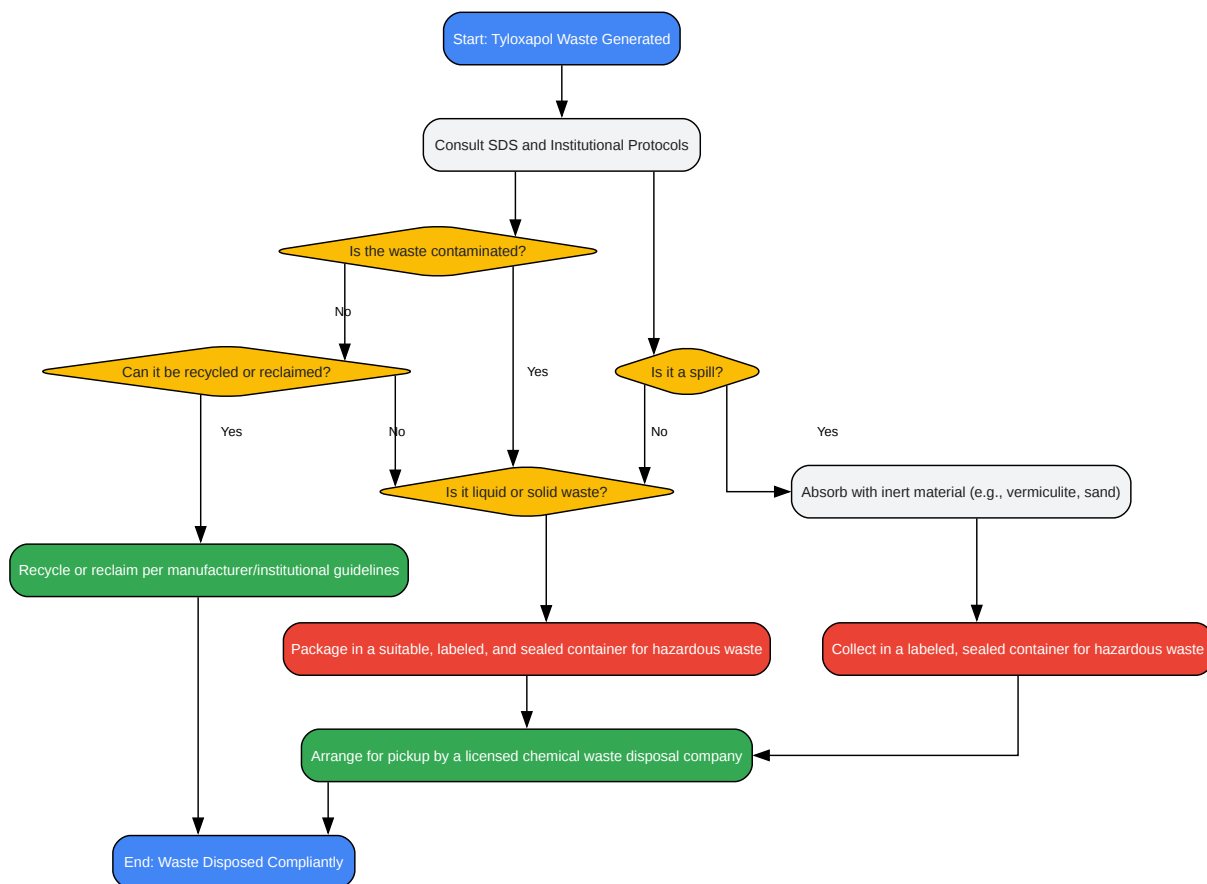 Start: Tyloxapol Waste Generated
Consult SDS and Institutional Protocols
Is the waste contaminated?
No
Can it be recycled or reclaimed?
Yes
Is it a spill?
Yes
No
No
Yes
Is it liquid or solid waste?
Absorb with inert material (e.g., vermiculite, sand)
Recycle or reclaim per manufacturer/institutional guidelines
Package in a suitable, labeled, and sealed container for hazardous waste
Collect in a labeled, sealed container for hazardous waste
Arrange for pickup by a licensed chemical waste disposal company
End: Waste Disposed Compliantly